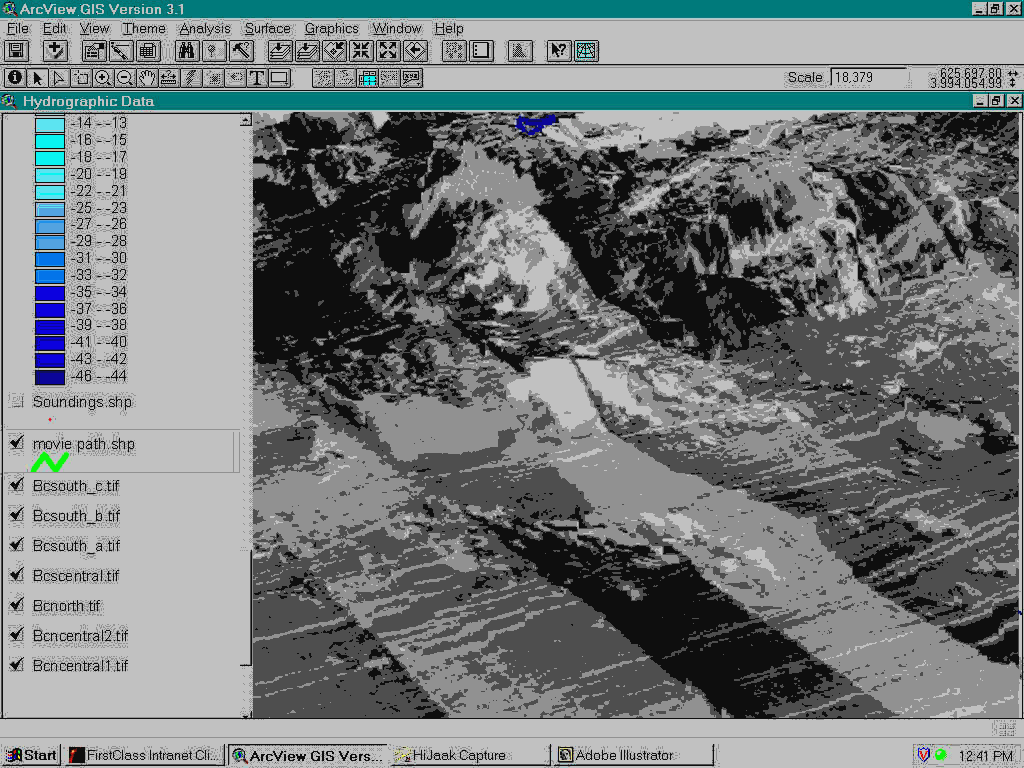 ArcView GIS Version 3.1
File Edit View Theme Analysis Surface Graphics Window Help
Scale 18,379
625,697.80
3,994,054.99
Hydrographic Data
-14 - -13
-16 - -15
-18 - -17
-20 - -19
-22 - -21
-25 - -23
-27 - -26
-29 - -28
-31 - -30
-33 - -32
-35 - -34
-37 - -36
-39 - -38
-41 - -40
-43 - -42
-46 - -44
Soundings.shp
movie path.shp
Bcsouth_c.tif
Bcsouth_b.tif
Bcsouth_a.tif
Bcscentral.tif
Bcnorth.tif
Bcncentral2.tif
Bcncentral1.tif
Start FirstClass Intranet Cli... ArcView GIS Vers... HiJaak Capture Adobe Illustrator 12:41 PM